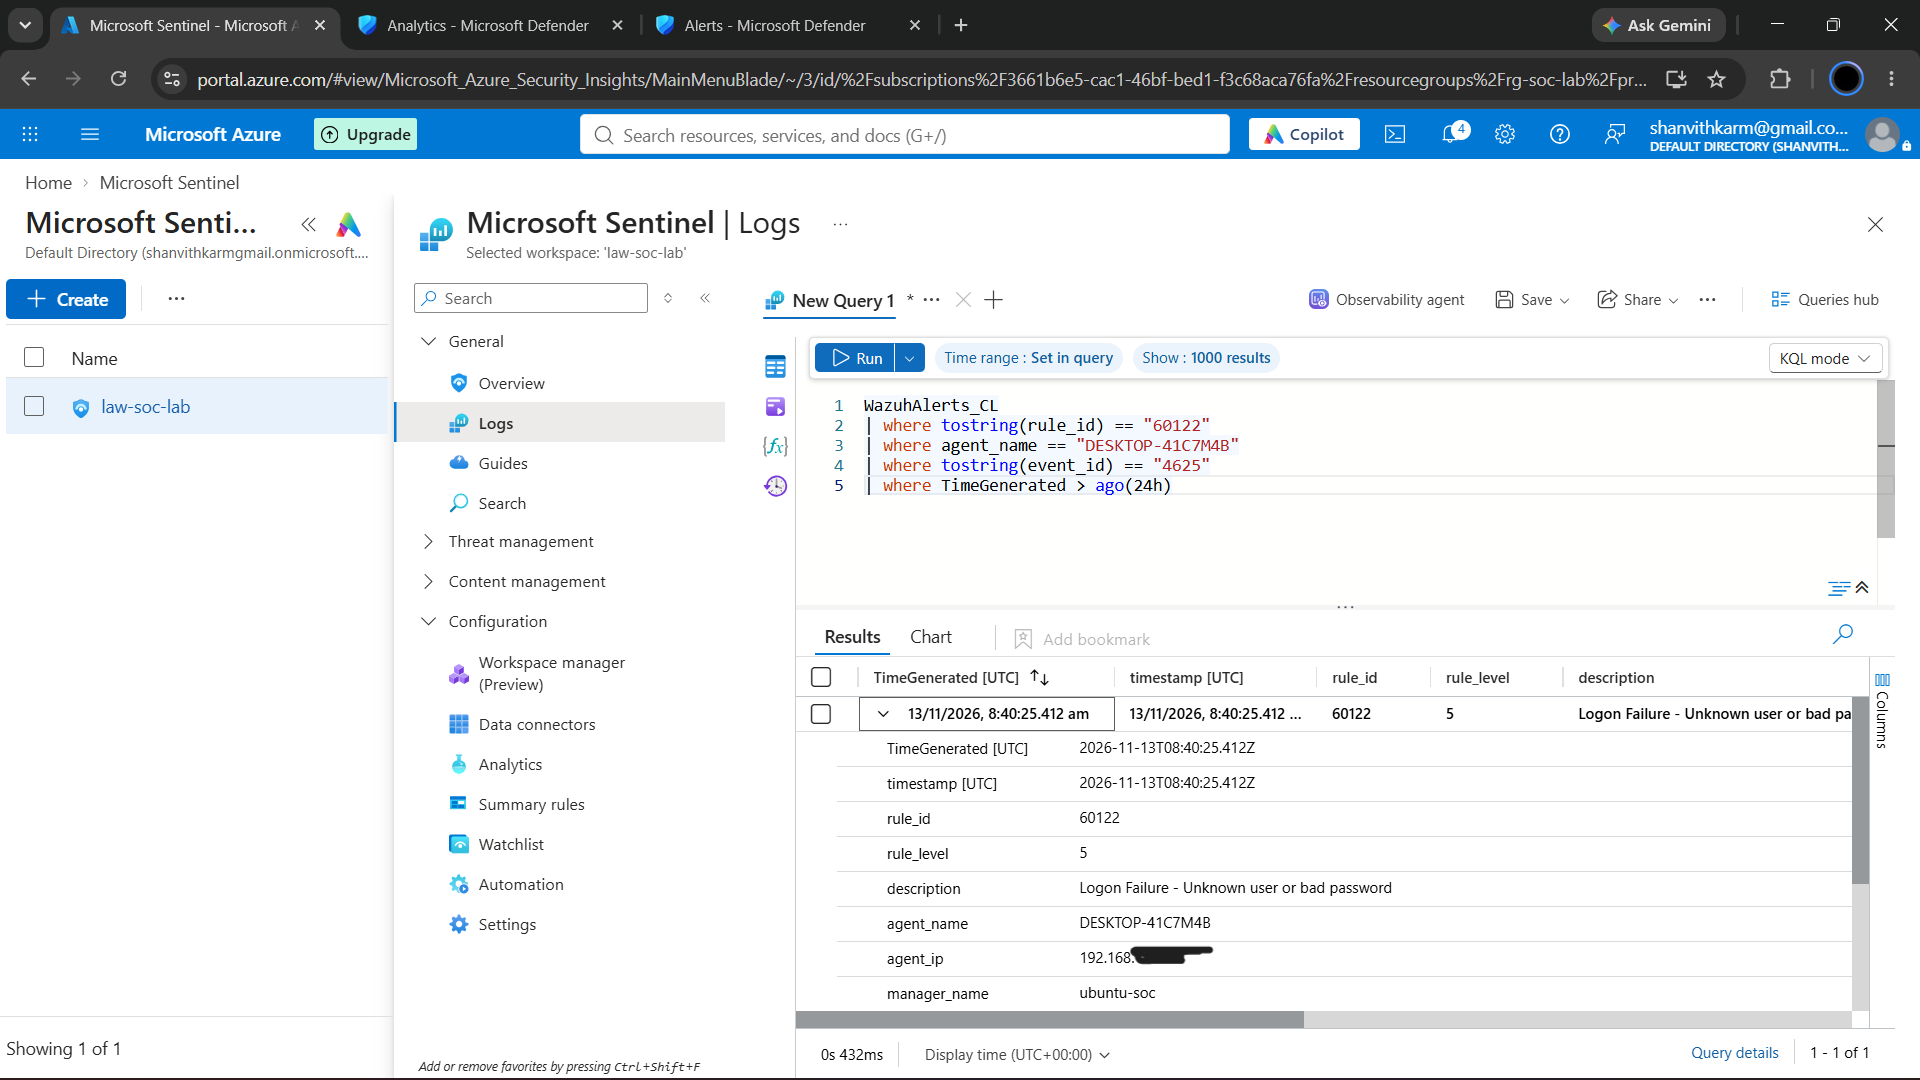 Microsoft Sentinel - Microsoft A
Analytics - Microsoft Defender
Alerts - Microsoft Defender
Ask Gemini
portal.azure.com/#view/Microsoft_Azure_Security_Insights/MainMenuBlade/~/3/id/%2Fsubscriptions%2F3661b6e5-cac1-46bf-bed1-f3c68aca76fa%2Fresourcegroups%2Frg-soc-lab%2Fpr...
Microsoft Azure
Upgrade
Search resources, services, and docs (G+/)
Copilot
4
shanvithkarm@gmail.co...
DEFAULT DIRECTORY (SHANVITH...
Home > Microsoft Sentinel
Microsoft Senti...
Default Directory (shanvithkarmgmail.onmicrosoft....
Create
Name
law-soc-lab
Showing 1 of 1
Microsoft Sentinel | Logs
Selected workspace: 'law-soc-lab'
Search
General
Overview
Logs
Guides
Search
Threat management
Content management
Configuration
Workspace manager
(Preview)
Data connectors
Analytics
Summary rules
Watchlist
Automation
Settings
Add or remove favorites by pressing Ctrl+Shift+F
New Query 1 * ...
Observability agent
Save
Share
Queries hub
Run
Time range : Set in query
Show : 1000 results
KQL mode
1 WazuhAlerts_CL
2 | where tostring(rule_id) == "60122"
3 | where agent_name == "DESKTOP-41C7M4B"
4 | where tostring(event_id) == "4625"
5 | where TimeGenerated > ago(24h)
Results
Chart
Add bookmark
TimeGenerated [UTC] timestamp [UTC] rule_id rule_level description
13/11/2026, 8:40:25.412 am 13/11/2026, 8:40:25.412 ... 60122 5 Logon Failure - Unknown user or bad pa
TimeGenerated [UTC] 2026-11-13T08:40:25.412Z
timestamp [UTC] 2026-11-13T08:40:25.412Z
rule_id 60122
rule_level 5
description Logon Failure - Unknown user or bad password
agent_name DESKTOP-41C7M4B
agent_ip 192.168.
manager_name ubuntu-soc
Columns
0s 432ms
Display time (UTC+00:00)
Query details
1 - 1 of 1